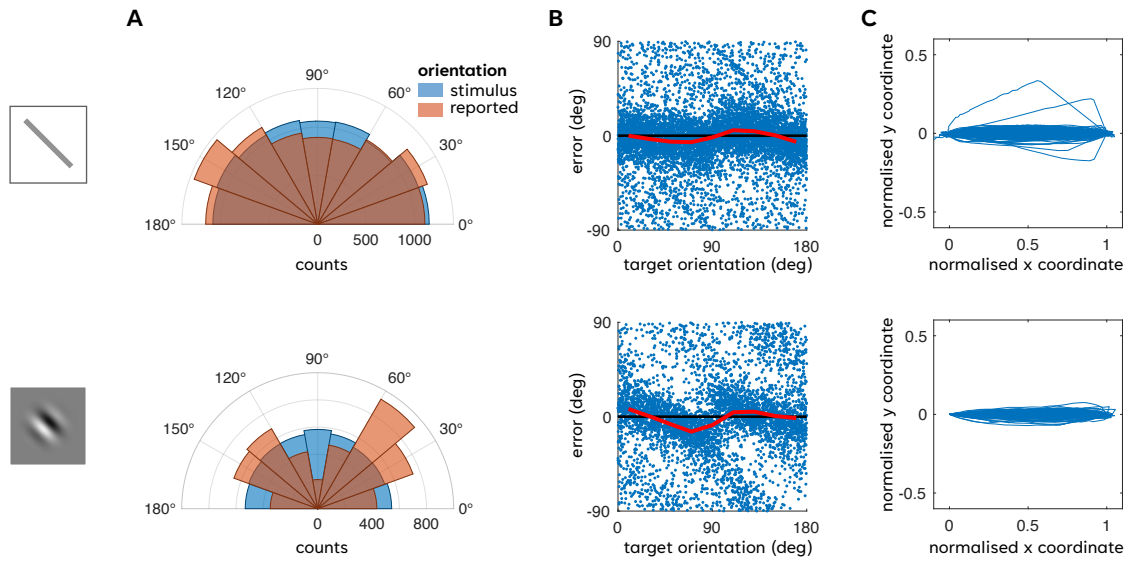 A
B
C
orientation
stimulus
reported
0°
30°
60°
90°
120°
150°
180°
0
500
1000
counts
90
0
-90
error (deg)
0
90
180
target orientation (deg)
0.5
0
-0.5
normalised y coordinate
0
0.5
1
normalised x coordinate
0°
30°
60°
90°
120°
150°
180°
0
400
800
counts
90
0
-90
error (deg)
0
90
180
target orientation (deg)
0.5
0
-0.5
normalised y coordinate
0
0.5
1
normalised x coordinate